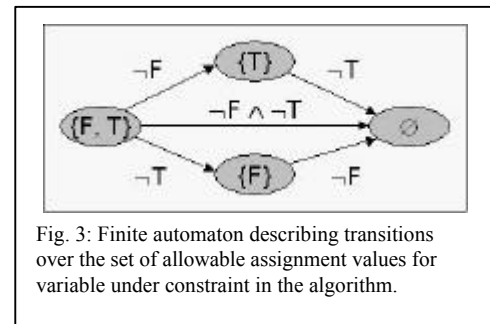 ¬F {T} ¬T
{F, T} ¬F ∧ ¬T ∅
¬T {F} ¬F
Fig. 3: Finite automaton describing transitions
over the set of allowable assignment values for
variable under constraint in the algorithm.